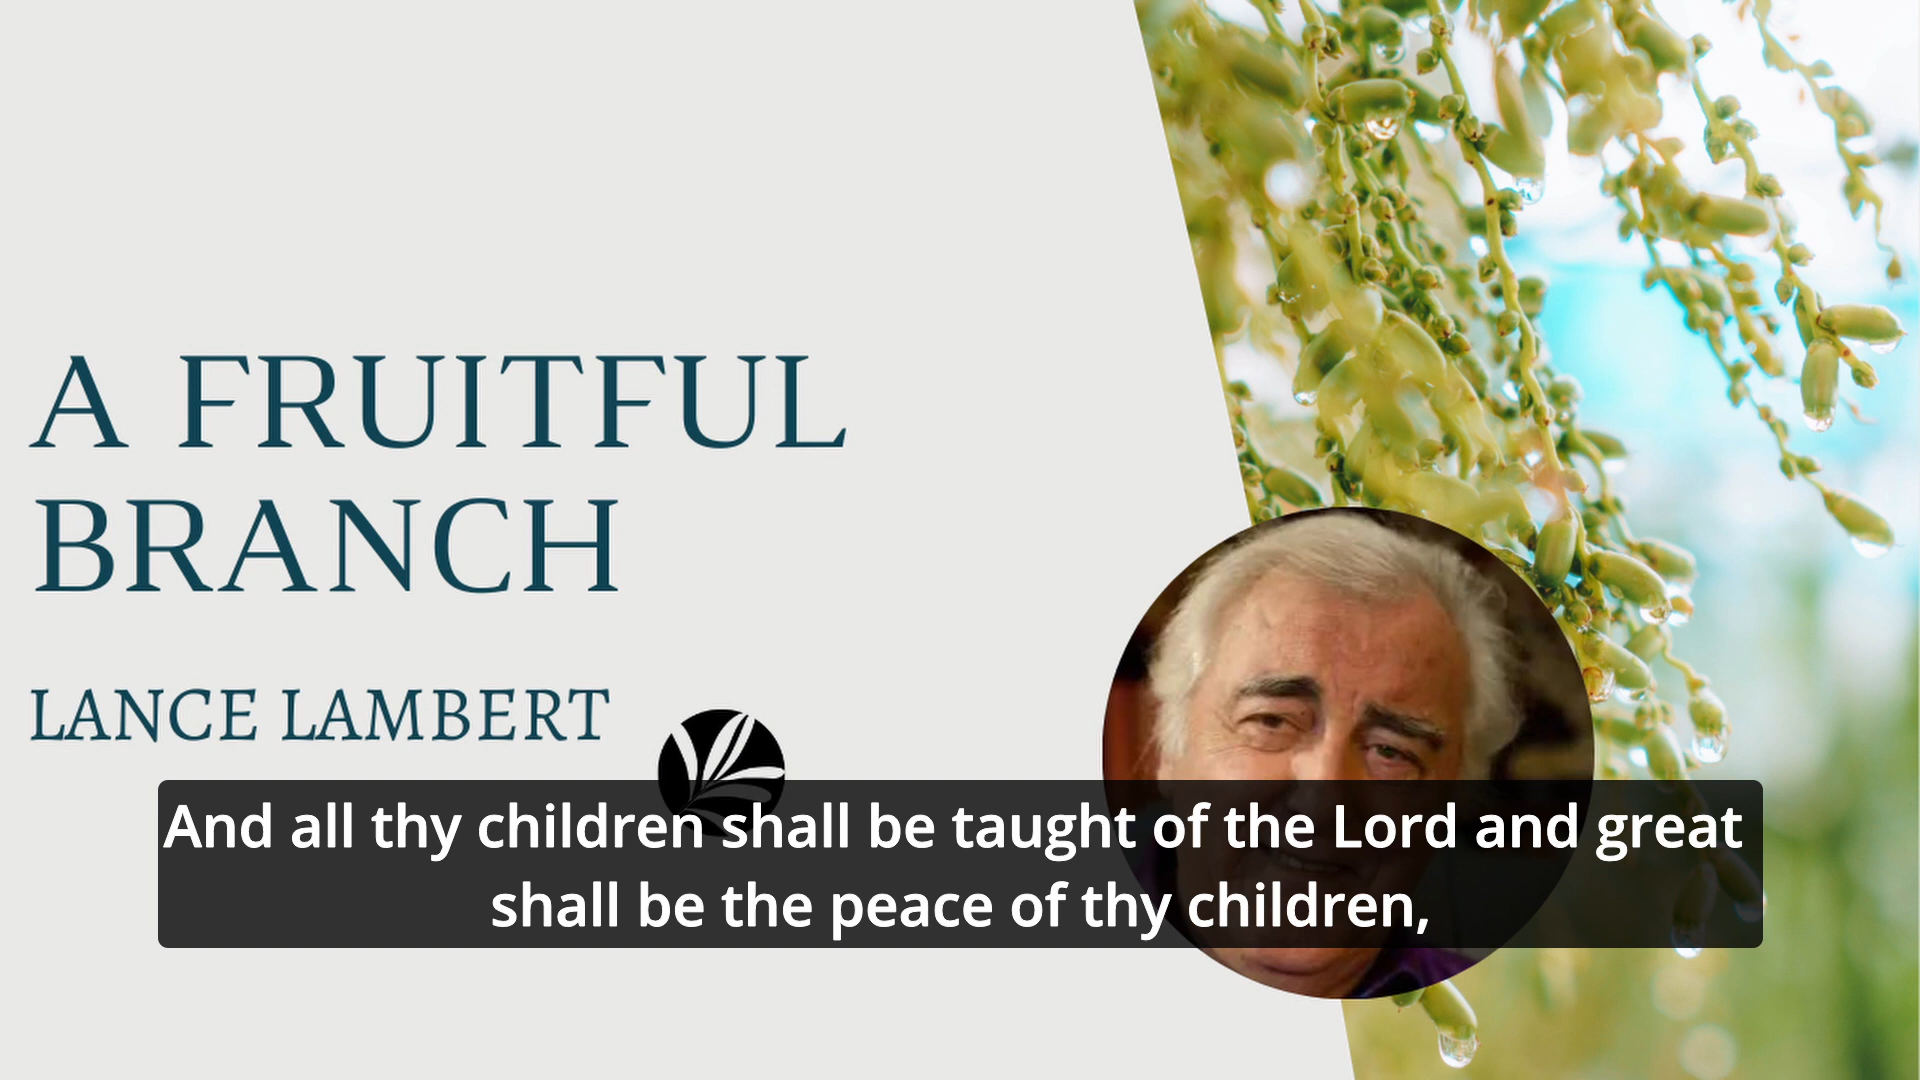 A FRUITFUL
BRANCH
LANCE LAMBERT
And all thy children shall be taught of the Lord and great
shall be the peace of thy children,